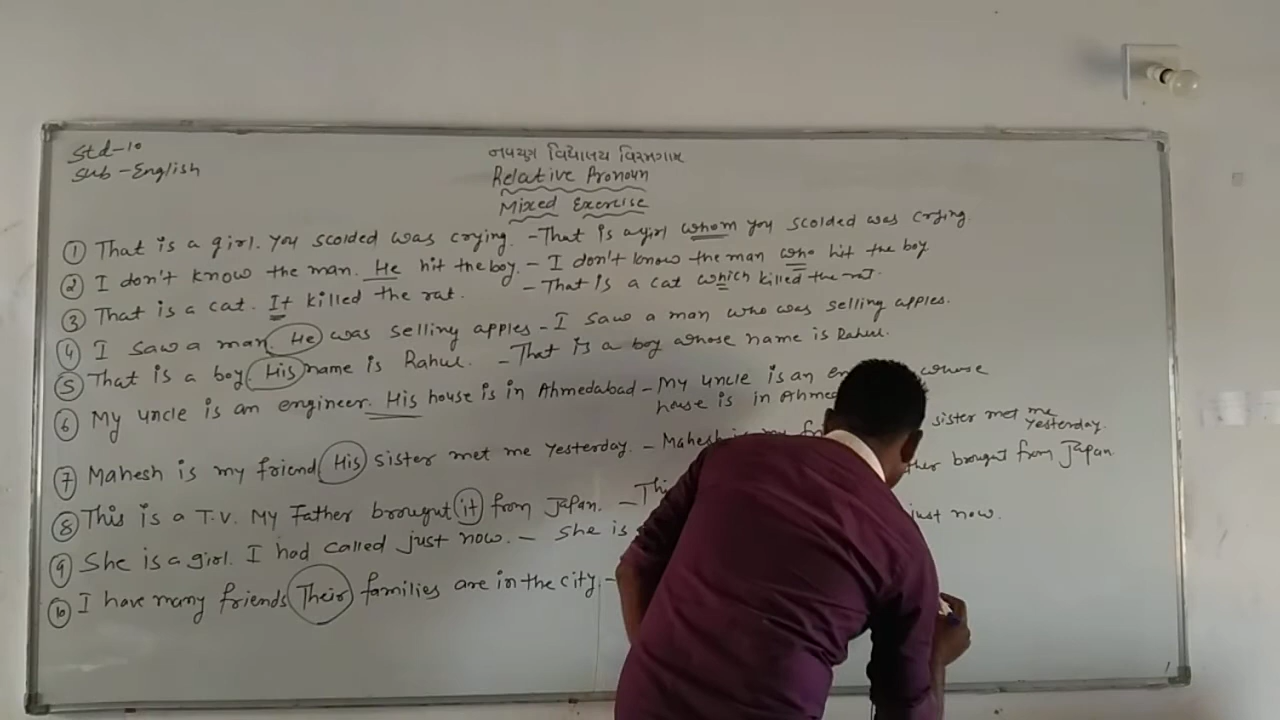 Std-10
Sub-English
નવયુગ વિદ્યાલય વિરમગામ
Relative Pronoun
Mixed Exercise
① That is a girl. You scolded was crying. - That is a girl whom you scolded was crying.
② I don't know the man. He hit the boy. - I don't know the man who hit the boy
③ That is a cat. It killed the rat. - That is a cat which killed the rat.
④ I saw a man. He was selling apples - I saw a man who was selling apples.
⑤ That is a boy. His name is Rahul. - That is a boy whose name is Rahul.
⑥ My uncle is an engineer. His house is in Ahmedabad - My uncle is an whose
house is in
⑦ Mahesh is my friend His sister met me yesterday. - Mahesh is my sister met me
yesterday.
⑧ This is a T.V. My Father brought it from Japan. - brought from Japan.
⑨ She is a girl. I had called just now. - She is just now.
⑩ I have many friends Their families are in the city. -